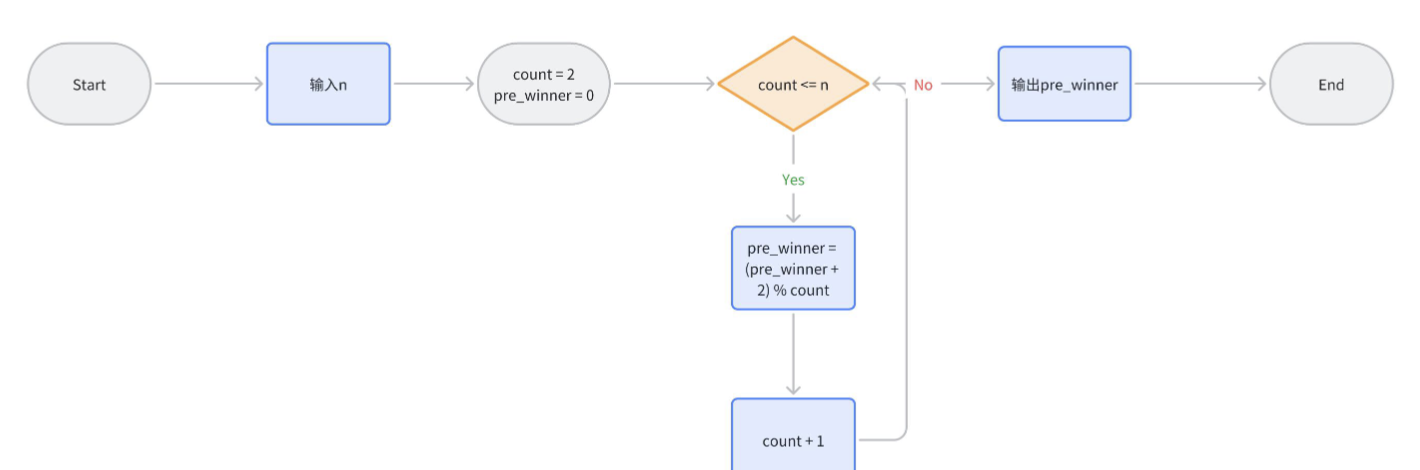 Start
输入n
count = 2
pre_winner = 0
count <= n
No
输出pre_winner
End
Yes
pre_winner =
(pre_winner +
2) % count
count + 1